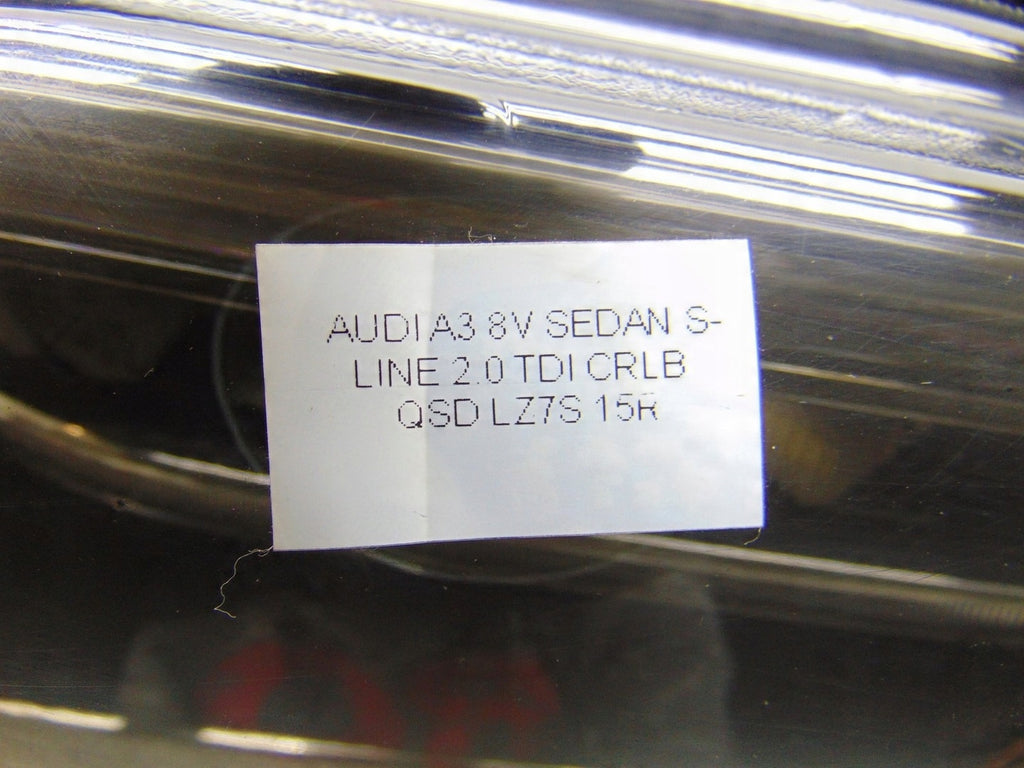 AUDI A3 8V SEDAN S-
LINE 2.0 TDI CRLB
QSD LZ7S 15R